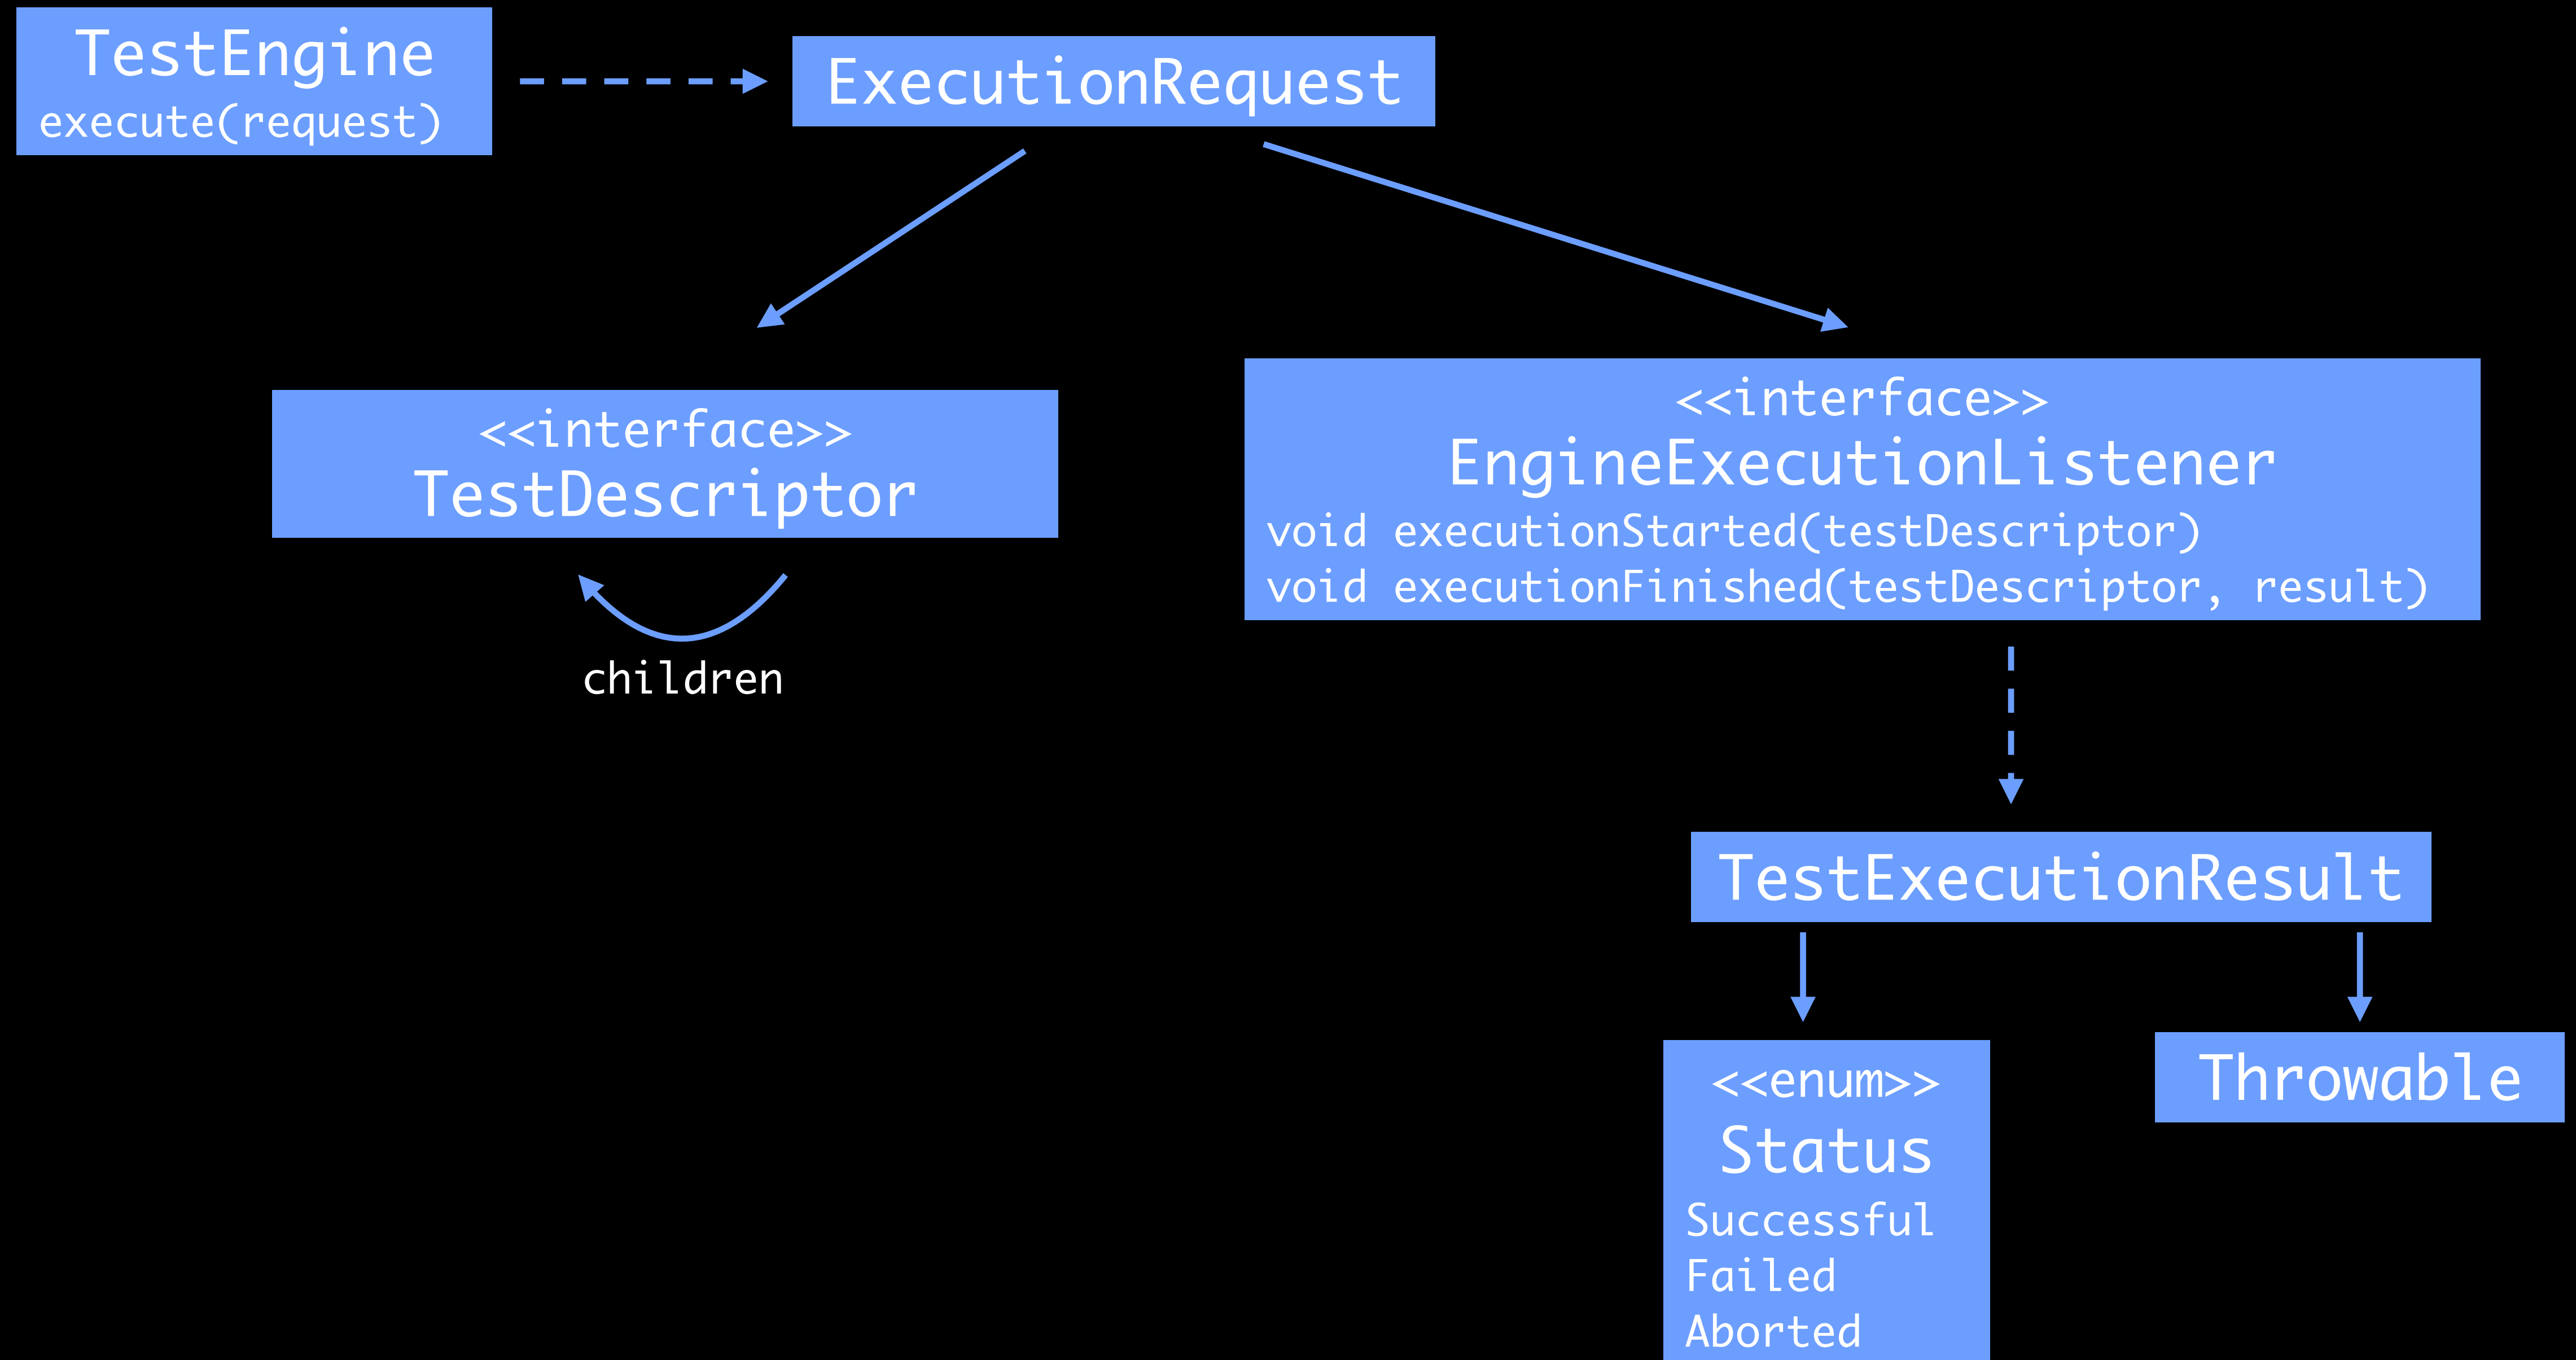 TestEngine
execute(request)
ExecutionRequest
<<interface>>
TestDescriptor
children
<<interface>>
EngineExecutionListener
void executionStarted(testDescriptor)
void executionFinished(testDescriptor, result)
TestExecutionResult
<<enum>>
Status
Successful
Failed
Aborted
Throwable